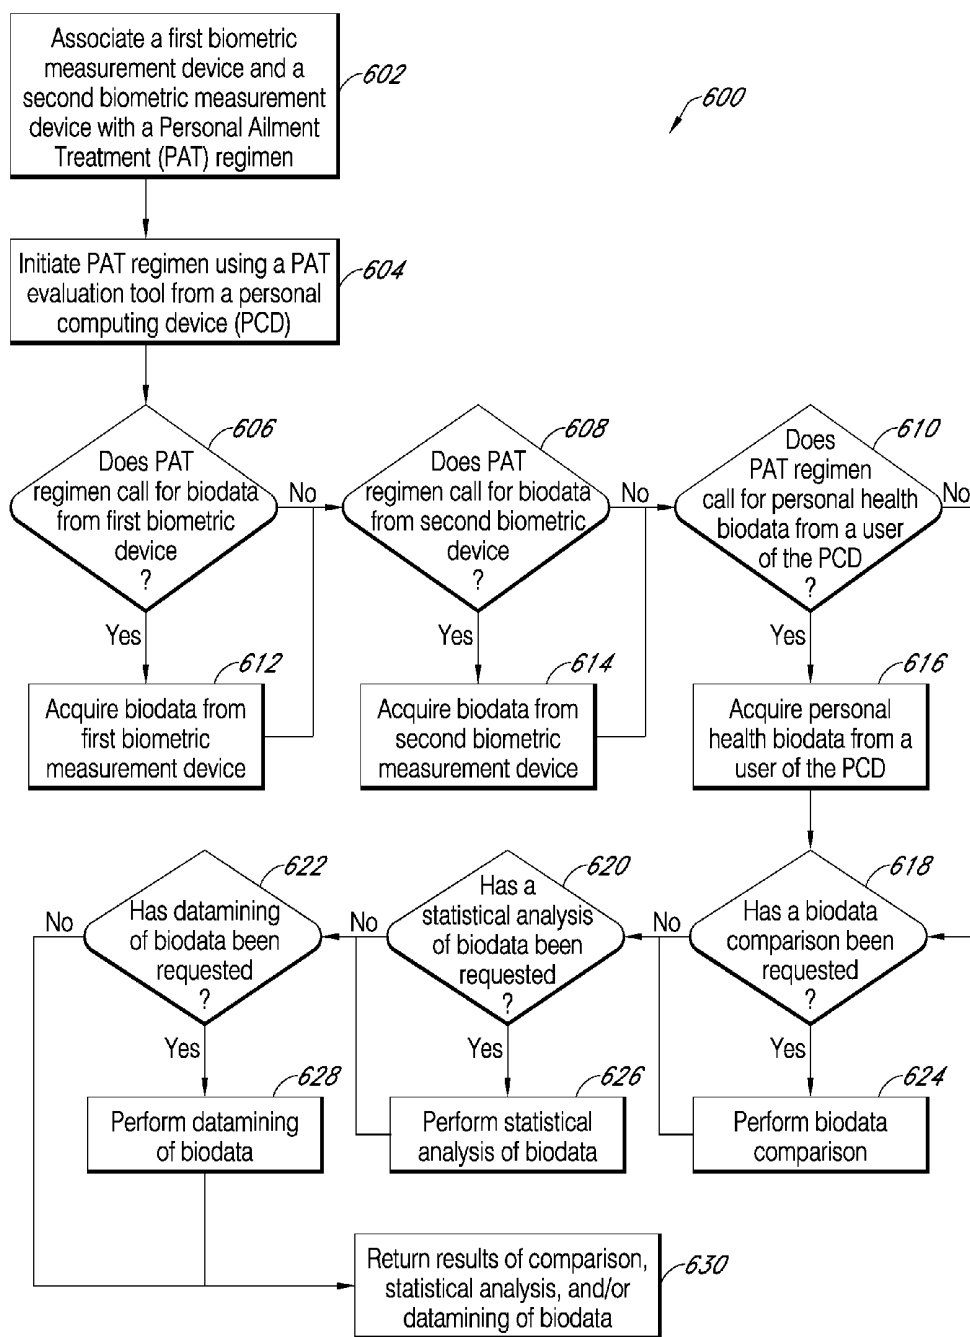 Associate a first biometric
measurement device and a
second biometric measurement
device with a Personal Ailment
Treatment (PAT) regimen
602
600
Initiate PAT regimen using a PAT
evaluation tool from a personal
computing device (PCD)
604
606
Does PAT
regimen call for biodata
from first biometric
device
?
No
Yes
608
Does PAT
regimen call for biodata
from second biometric
device
?
No
Yes
610
Does
PAT regimen
call for personal health
biodata from a user
of the PCD
?
No
Yes
612
Acquire biodata from
first biometric
measurement device
614
Acquire biodata from
second biometric
measurement device
616
Acquire personal
health biodata from a
user of the PCD
622
Has datamining
of biodata been
requested
?
No
Yes
620
Has a
statistical analysis
of biodata been
requested
?
No
Yes
618
Has a biodata
comparison been
requested
?
No
Yes
628
Perform datamining
of biodata
626
Perform statistical
analysis of biodata
624
Perform biodata
comparison
Return results of comparison,
statistical analysis, and/or
datamining of biodata
630